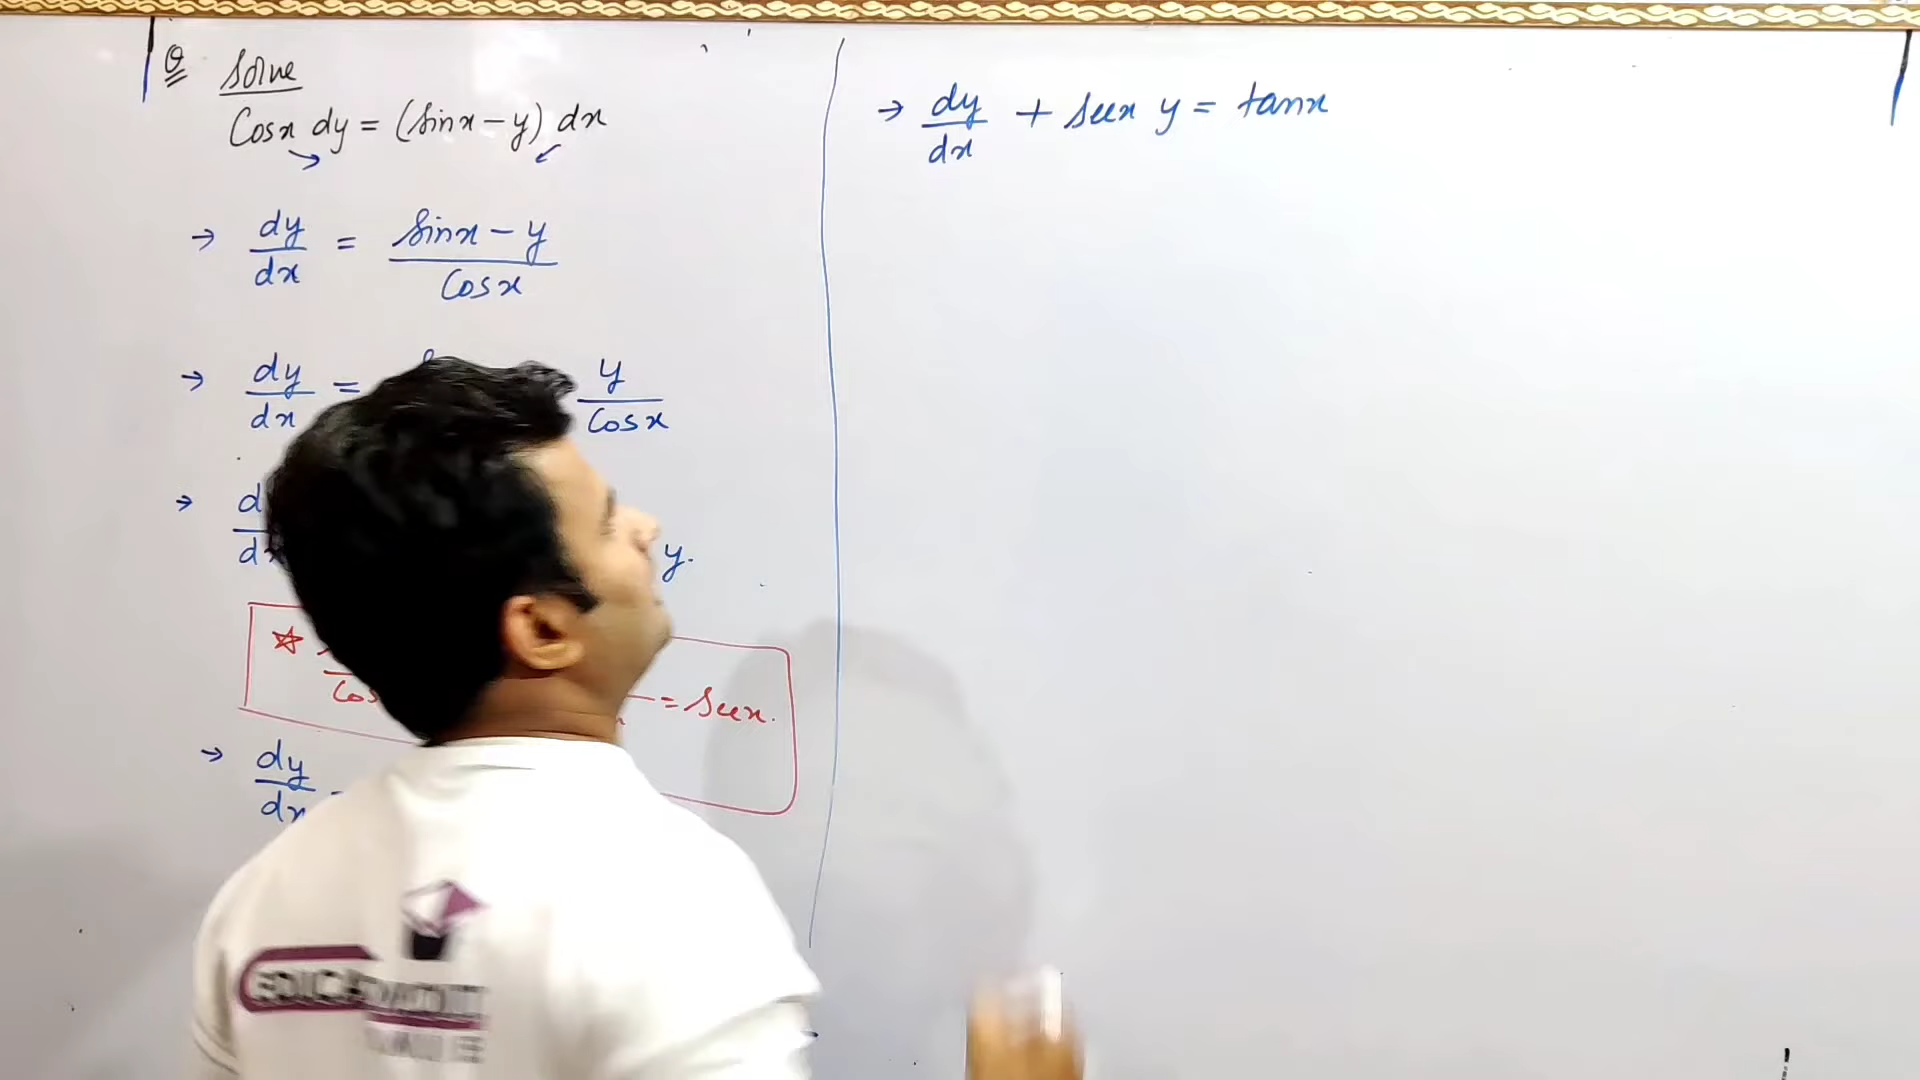 Q Solve
Cosx dy = (sinx - y) dx
→ dy/dx = sinx - y / Cosx
→ dy/dx = y / Cosx
→ d y.
☆ Cos = secx.
→ dy/dx
→ dy/dx + secx y = tanx